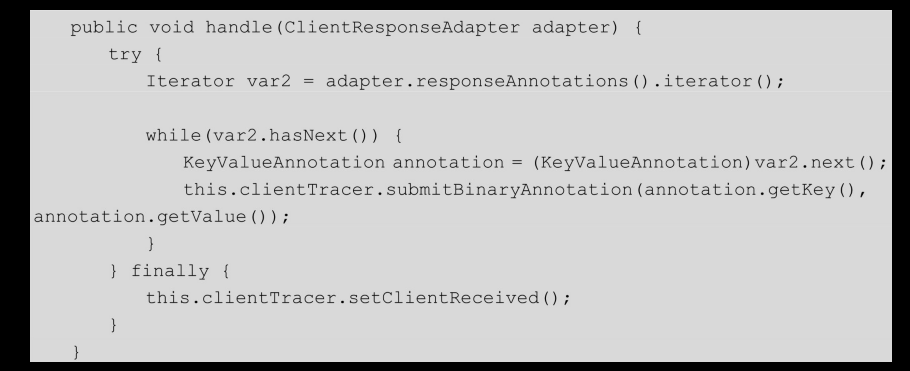 public void handle(ClientResponseAdapter adapter) {
try {
Iterator var2 = adapter.responseAnnotations().iterator();
while(var2.hasNext()) {
KeyValueAnnotation annotation = (KeyValueAnnotation)var2.next();
this.clientTracer.submitBinaryAnnotation(annotation.getKey(),
annotation.getValue());
}
} finally {
this.clientTracer.setClientReceived();
}
}